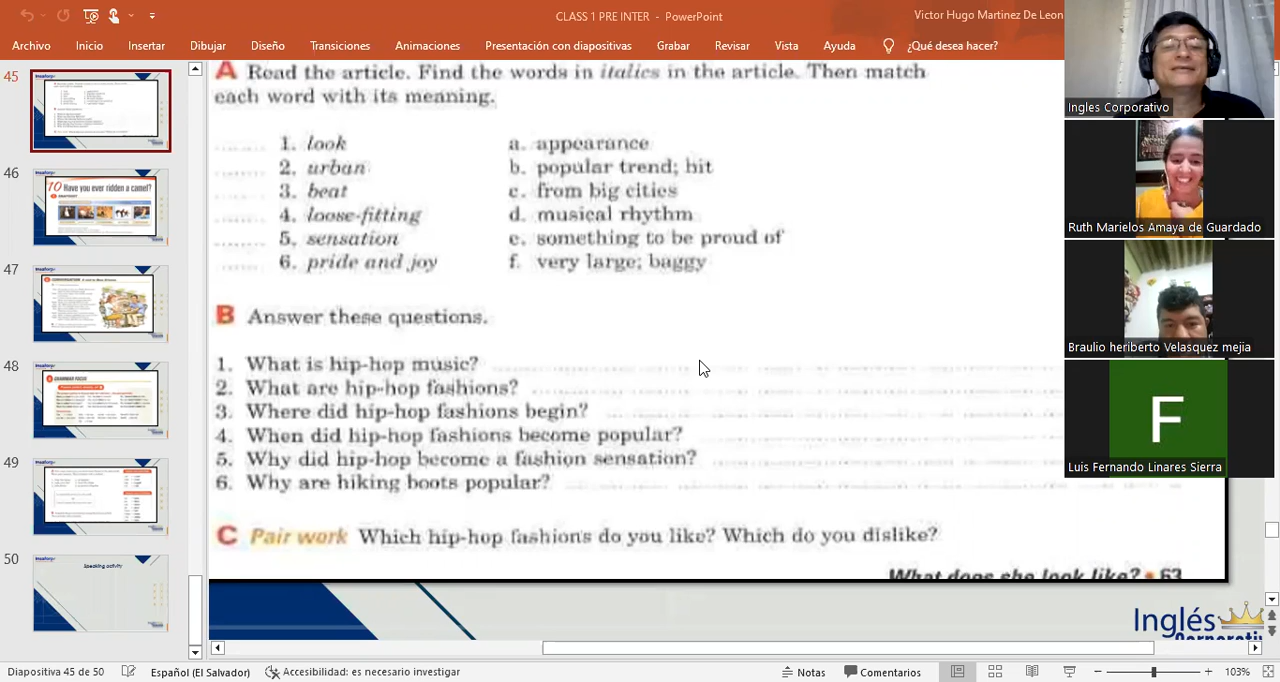 CLASS 1 PRE INTER - PowerPoint
Victor Hugo Martinez De Leon
Archivo Inicio Insertar Dibujar Diseño Transiciones Animaciones Presentación con diapositivas Grabar Revisar Vista Ayuda ¿Qué desea hacer?
45
46
10 Have you ever ridden a camel?
47
48
GRAMMAR FOCUS
49
50
Speaking activity
A Read the article. Find the words in italics in the article. Then match
each word with its meaning.
1. look a. appearance
2. urban b. popular trend; hit
3. beat c. from big cities
4. loose-fitting d. musical rhythm
5. sensation e. something to be proud of
6. pride and joy f. very large; baggy
B Answer these questions.
1. What is hip-hop music?
2. What are hip-hop fashions?
3. Where did hip-hop fashions begin?
4. When did hip-hop fashions become popular?
5. Why did hip-hop become a fashion sensation?
6. Why are hiking boots popular?
C Pair work Which hip-hop fashions do you like? Which do you dislike?
What does she look like? • 63
Inglés
Ingles Corporativo
Ruth Marielos Amaya de Guardado
Braulio heriberto Velasquez mejia
F
Luis Fernando Linares Sierra
Diapositiva 45 de 50 Español (El Salvador) Accesibilidad: es necesario investigar Notas Comentarios 103%